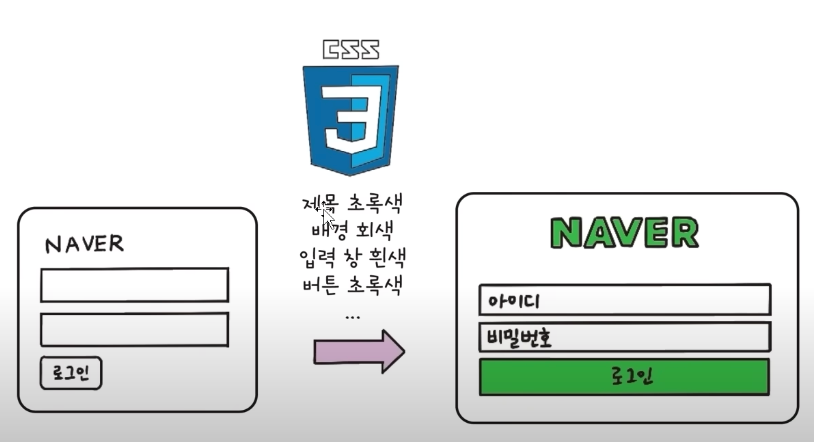 CSS
3
제목 초록색
배경 회색
입력 창 흰색
버튼 초록색
...
NAVER
로그인
NAVER
아이디
비밀번호
로그인